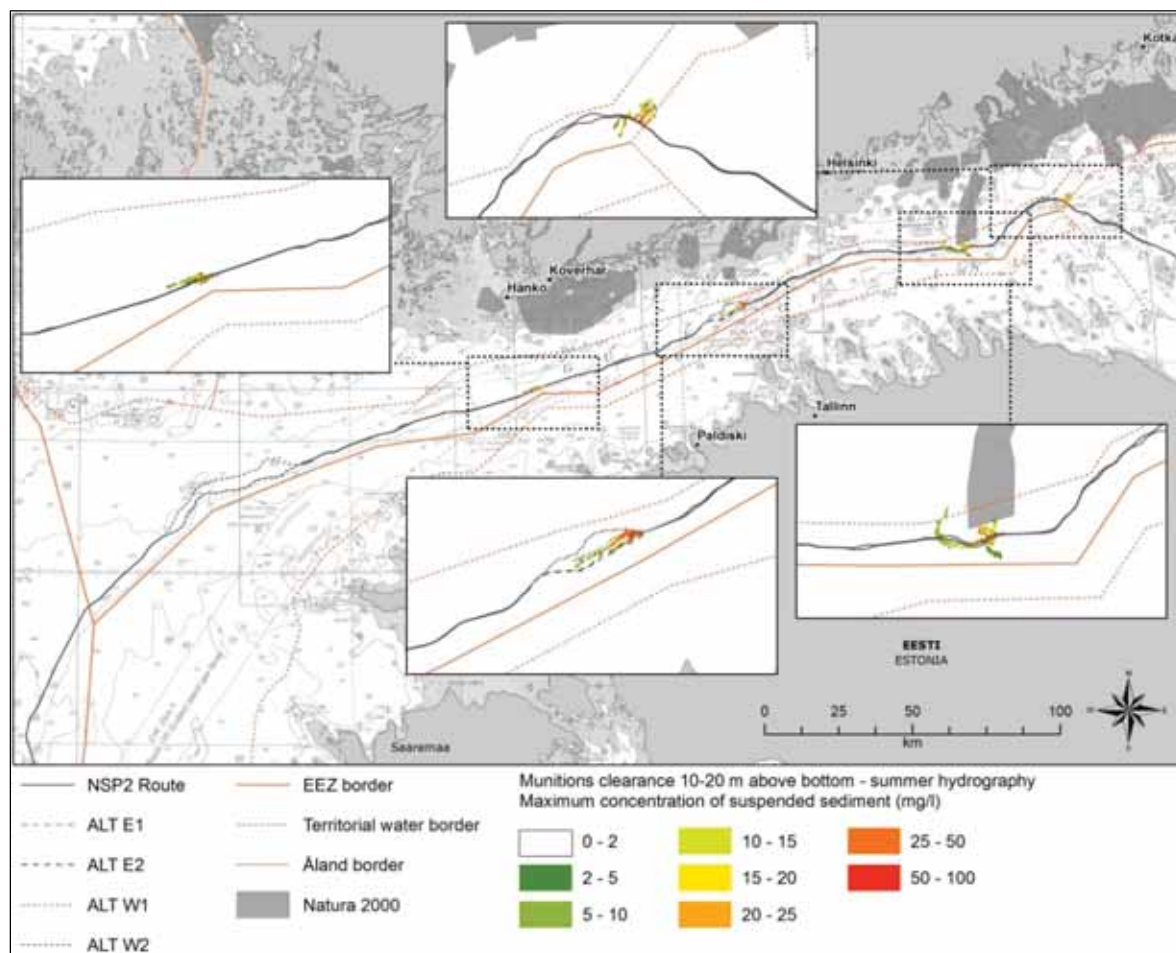 Kotka
Helsinki
Koverhar
Hanko
Tallinn
Paldiski
EESTI
ESTONIA
0 25 50 100
km
Saaremaa
NSP2 Route
ALT E1
ALT E2
ALT W1
ALT W2
EEZ border
Territorial water border
Åland border
Natura 2000
Munitions clearance 10-20 m above bottom - summer hydrography
Maximum concentration of suspended sediment (mg/l)
0 - 2
2 - 5
5 - 10
10 - 15
15 - 20
20 - 25
25 - 50
50 - 100